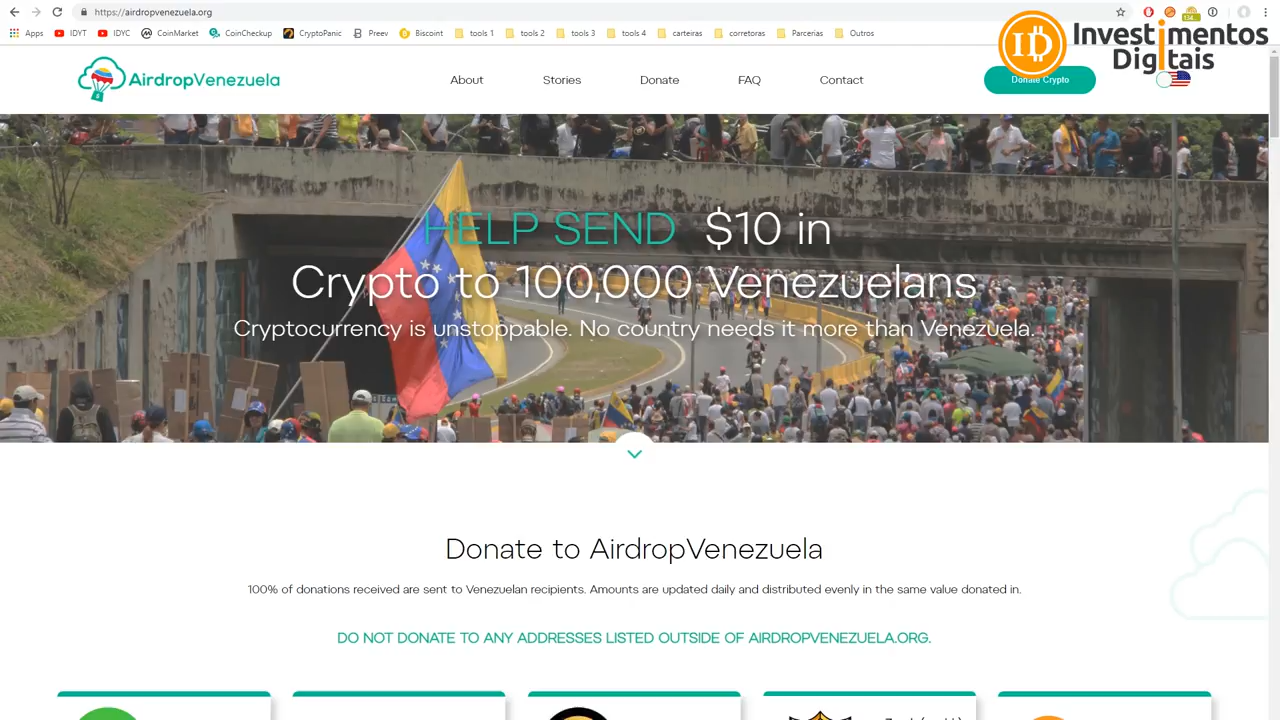 https://airdropvenezuela.org
Apps IDYT IDYC CoinMarket CoinCheckup CryptoPanic Preev Biscoint tools 1 tools 2 tools 3 tools 4 carteiras corretoras Parcerias Outros
ID Investimentos
Digitais
AirdropVenezuela About Stories Donate FAQ Contact Donate Crypto
HELP SEND $10 in
Crypto to 100,000 Venezuelans
Cryptocurrency is unstoppable. No country needs it more than Venezuela.
Donate to AirdropVenezuela
100% of donations received are sent to Venezuelan recipients. Amounts are updated daily and distributed evenly in the same value donated in.
DO NOT DONATE TO ANY ADDRESSES LISTED OUTSIDE OF AIRDROPVENEZUELA.ORG.